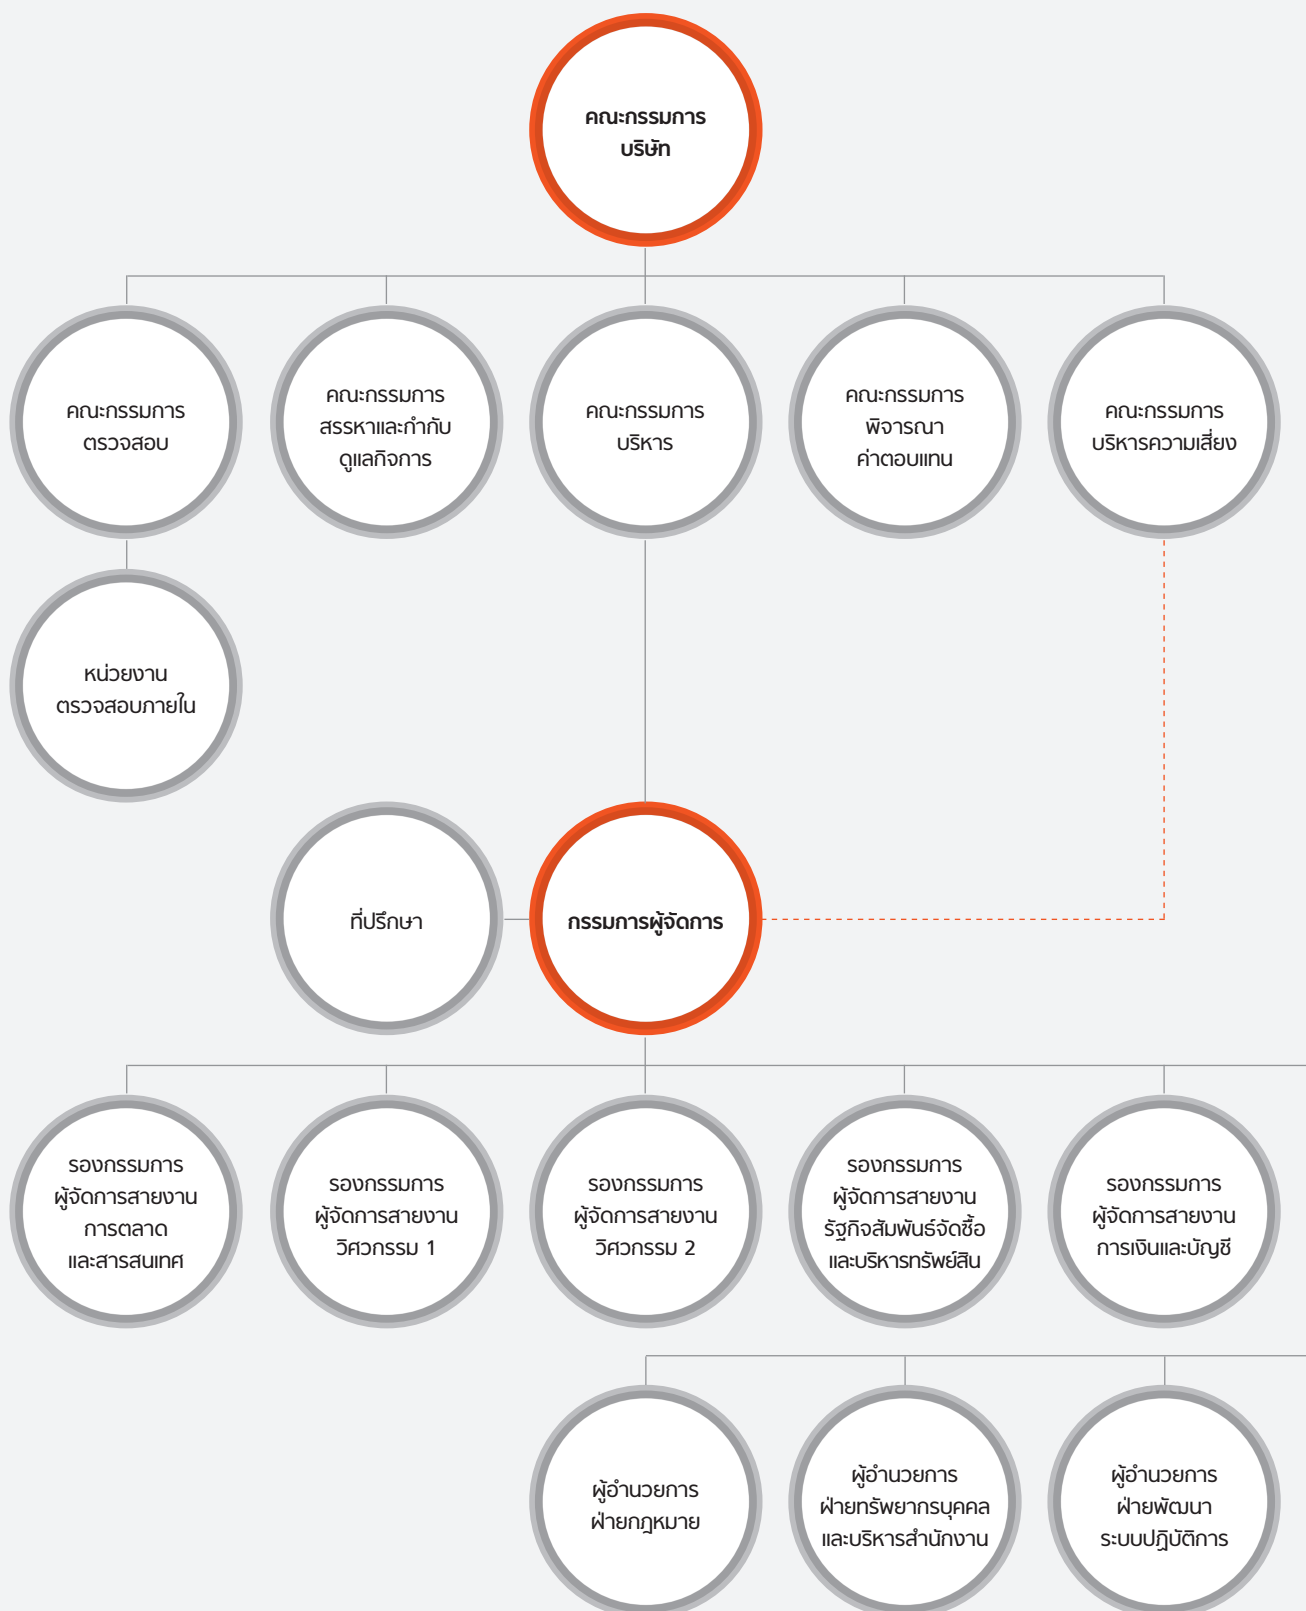 คณะกรรมการ
บริษัท
คณะกรรมการ
ตรวจสอบ
คณะกรรมการ
สรรหาและกำกับ
ดูแลกิจการ
คณะกรรมการ
บริหาร
คณะกรรมการ
พิจารณา
ค่าตอบแทน
คณะกรรมการ
บริหารความเสี่ยง
หน่วยงาน
ตรวจสอบภายใน
ที่ปรึกษา
กรรมการผู้จัดการ
รองกรรมการ
ผู้จัดการสายงาน
การตลาด
และสารสนเทศ
รองกรรมการ
ผู้จัดการสายงาน
วิศวกรรม 1
รองกรรมการ
ผู้จัดการสายงาน
วิศวกรรม 2
รองกรรมการ
ผู้จัดการสายงาน
รัฐกิจสัมพันธ์จัดซื้อ
และบริหารทรัพย์สิน
รองกรรมการ
ผู้จัดการสายงาน
การเงินและบัญชี
ผู้อำนวยการ
ฝ่ายกฎหมาย
ผู้อำนวยการ
ฝ่ายทรัพยากรบุคคล
และบริหารสำนักงาน
ผู้อำนวยการ
ฝ่ายพัฒนา
ระบบปฏิบัติการ